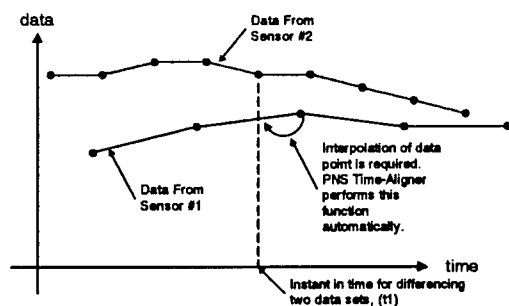 data
Data From
Sensor #2
Data From
Sensor #1
Interpolation of data
point is required.
PNS Time-Aligner
performs this
function
automatically.
time
Instant in time for differencing
two data sets, (t1)